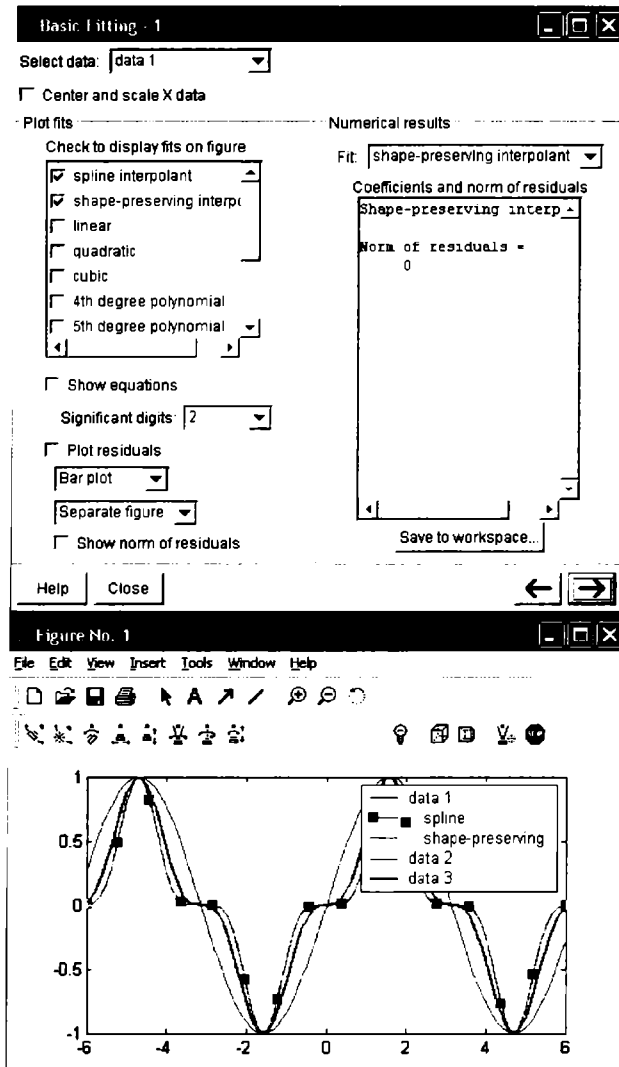 Basic Fitting - 1
Select data: data 1
Center and scale X data
Plot fits
Check to display fits on figure
spline interpolant
shape-preserving interpo
linear
quadratic
cubic
4th degree polynomial
5th degree polynomial
Show equations
Significant digits: 2
Plot residuals
Bar plot
Separate figure
Show norm of residuals
Numerical results
Fit: shape-preserving interpolant
Coefficients and norm of residuals
Shape-preserving interp
Norm of residuals =
0
Save to workspace...
Help Close
Figure No. 1
File Edit View Insert Tools Window Help
A
data 1
spline
shape-preserving
data 2
data 3
1
0.5
0
-0.5
-1
-6 -4 -2 0 2 4 6